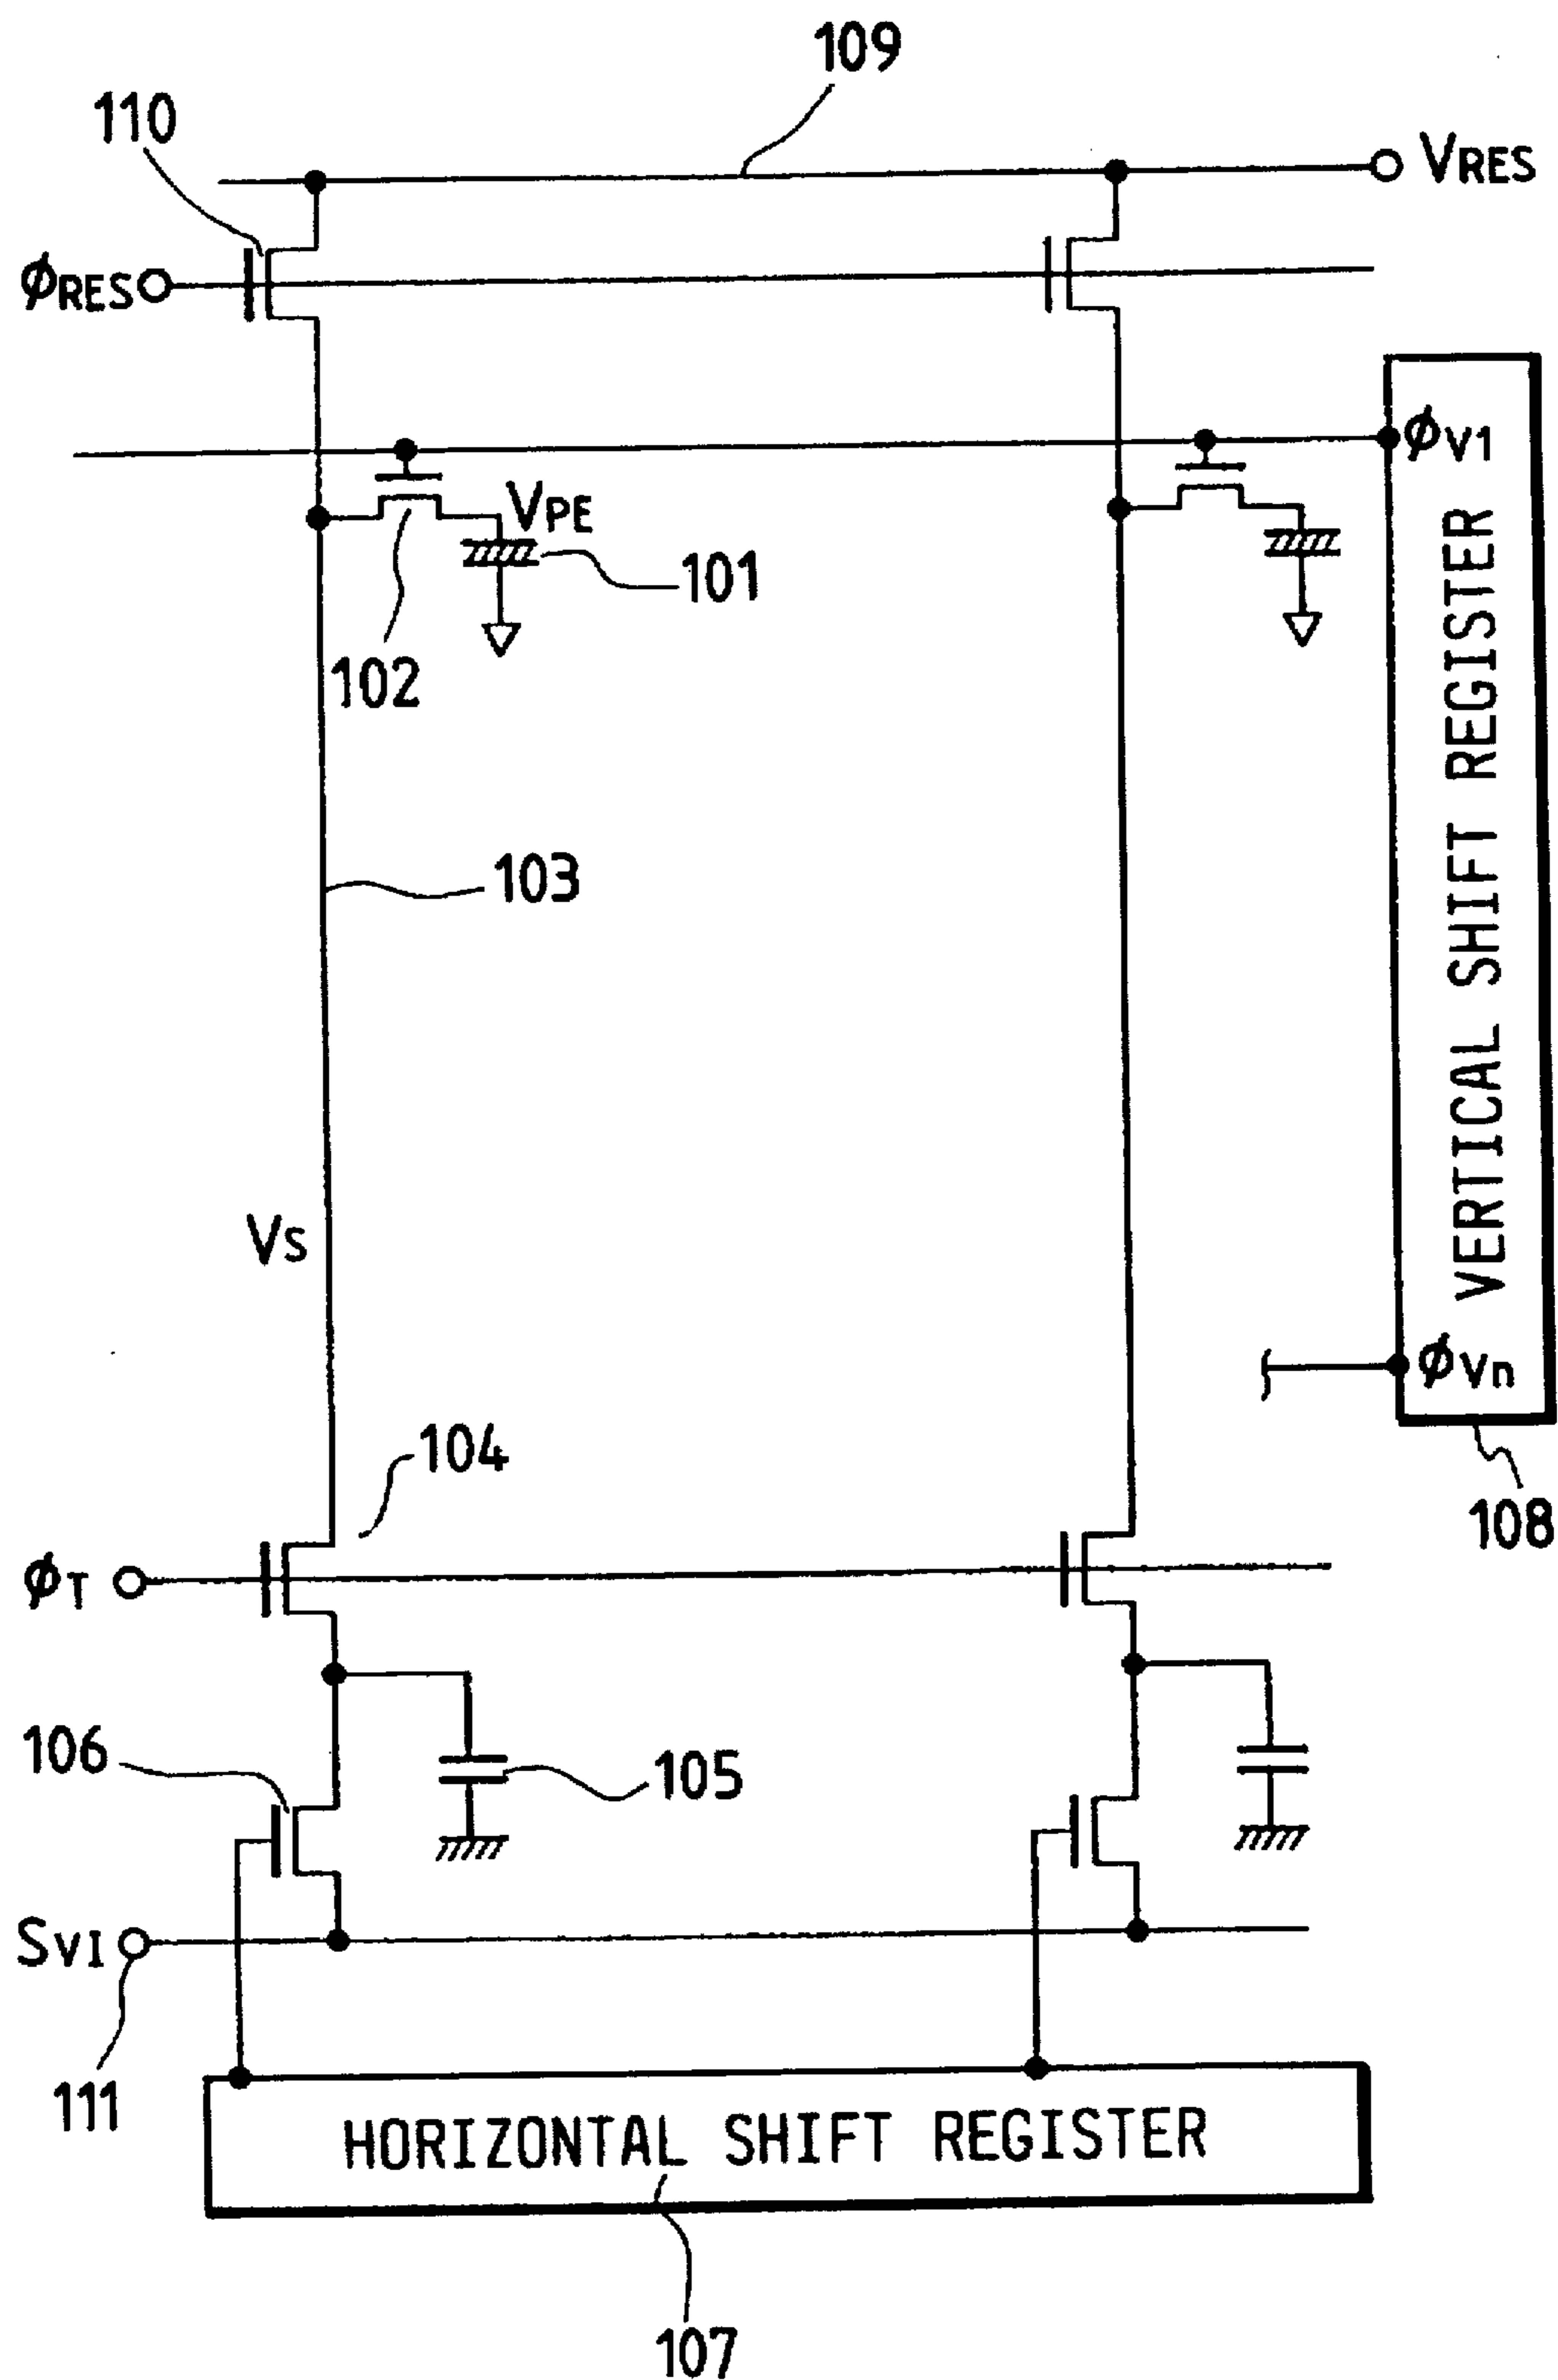 109
110
VRES
ϕRES
ϕV1
VPE
101
102
VERTICAL SHIFT REGISTER
103
VS
ϕVn
104
108
ϕT
106
105
SVI
111
HORIZONTAL SHIFT REGISTER
107